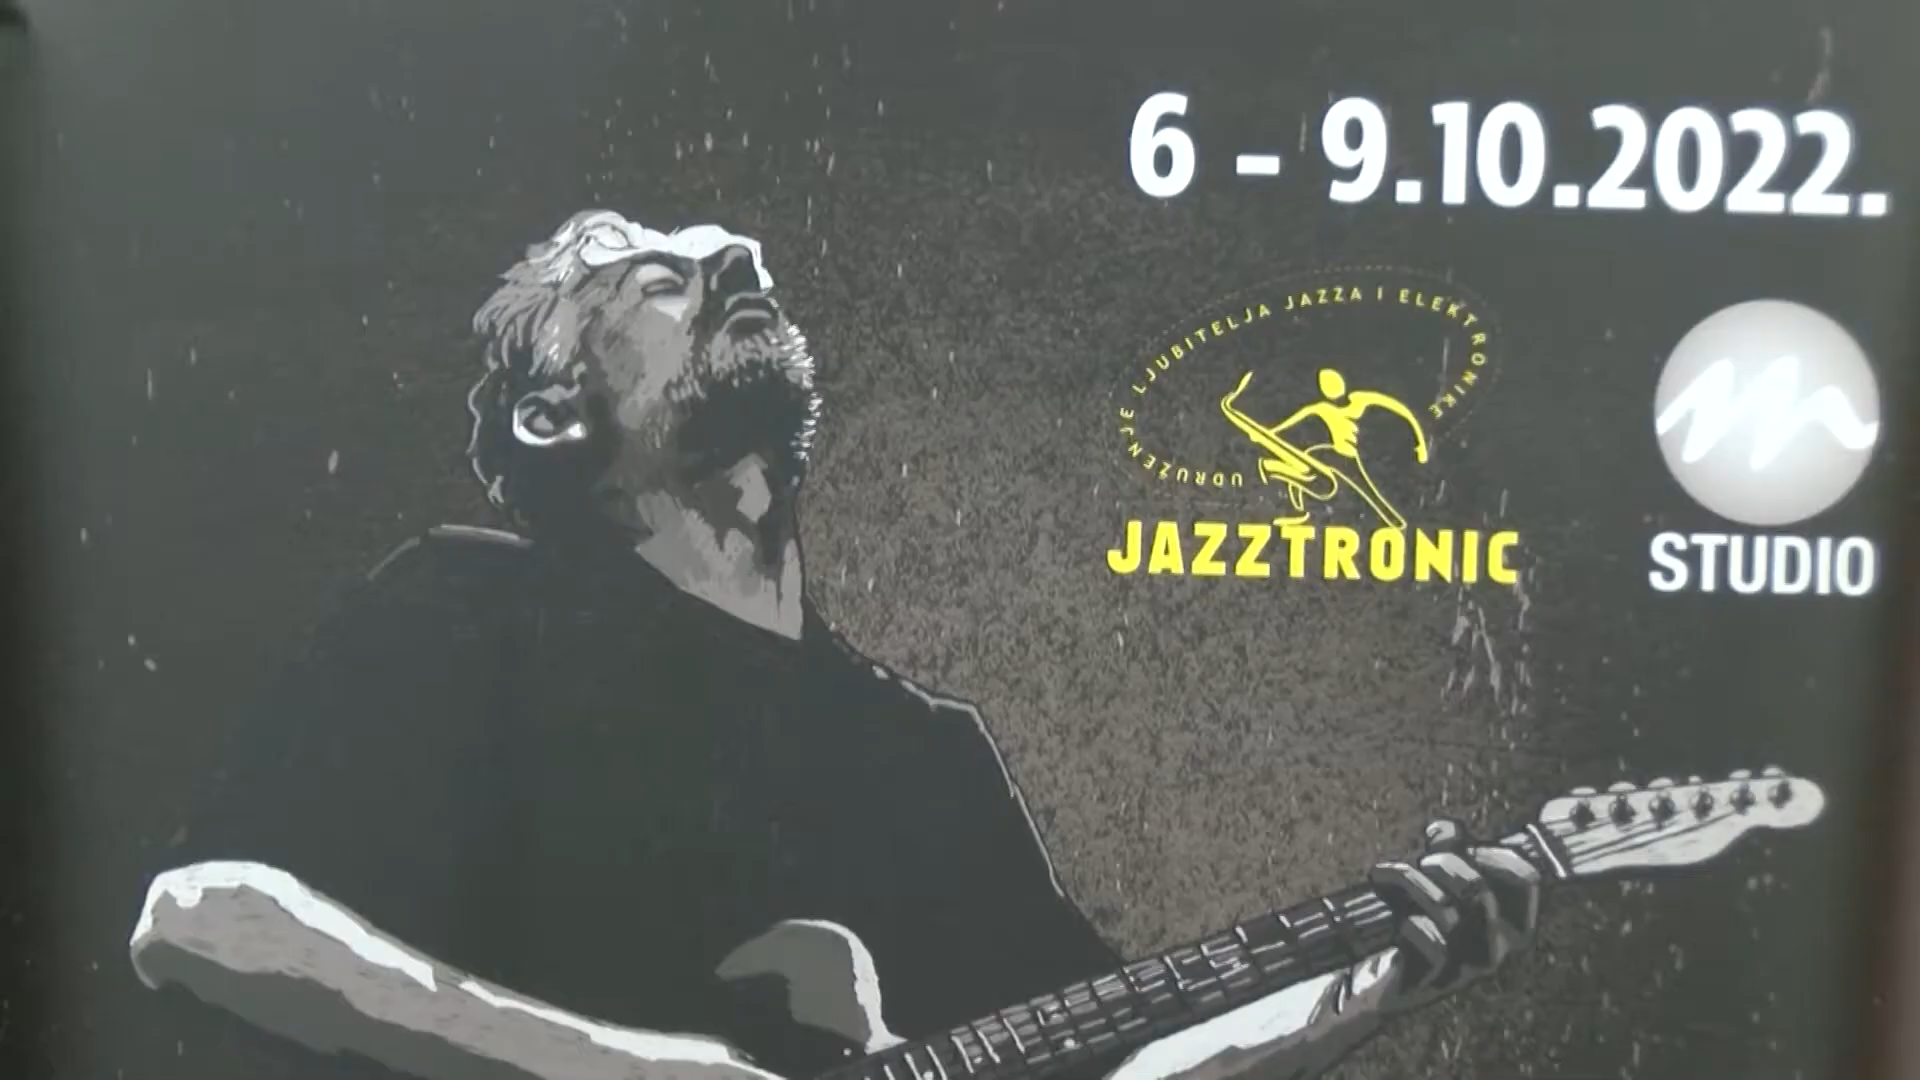 6 - 9.10.2022.
UDRUŽENJE LJUBITELJA JAZZA I ELEKTRONIKE
JAZZTRONIC
STUDIO